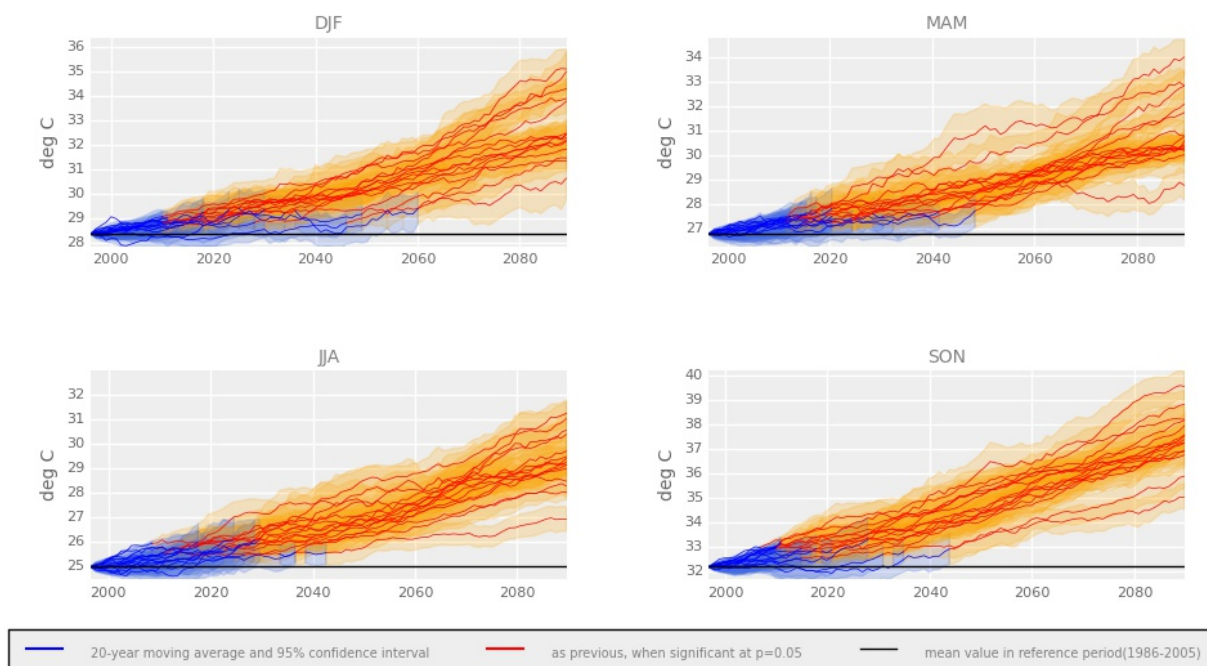 DJF
MAM
36
35
34
33
32
31
30
29
28
deg C
2000 2020 2040 2060 2080
34
33
32
31
30
29
28
27
deg C
2000 2020 2040 2060 2080
JJA
SON
32
31
30
29
28
27
26
25
deg C
2000 2020 2040 2060 2080
40
39
38
37
36
35
34
33
32
deg C
2000 2020 2040 2060 2080
20-year moving average and 95% confidence interval as previous, when significant at p=0.05 mean value in reference period(1986-2005)